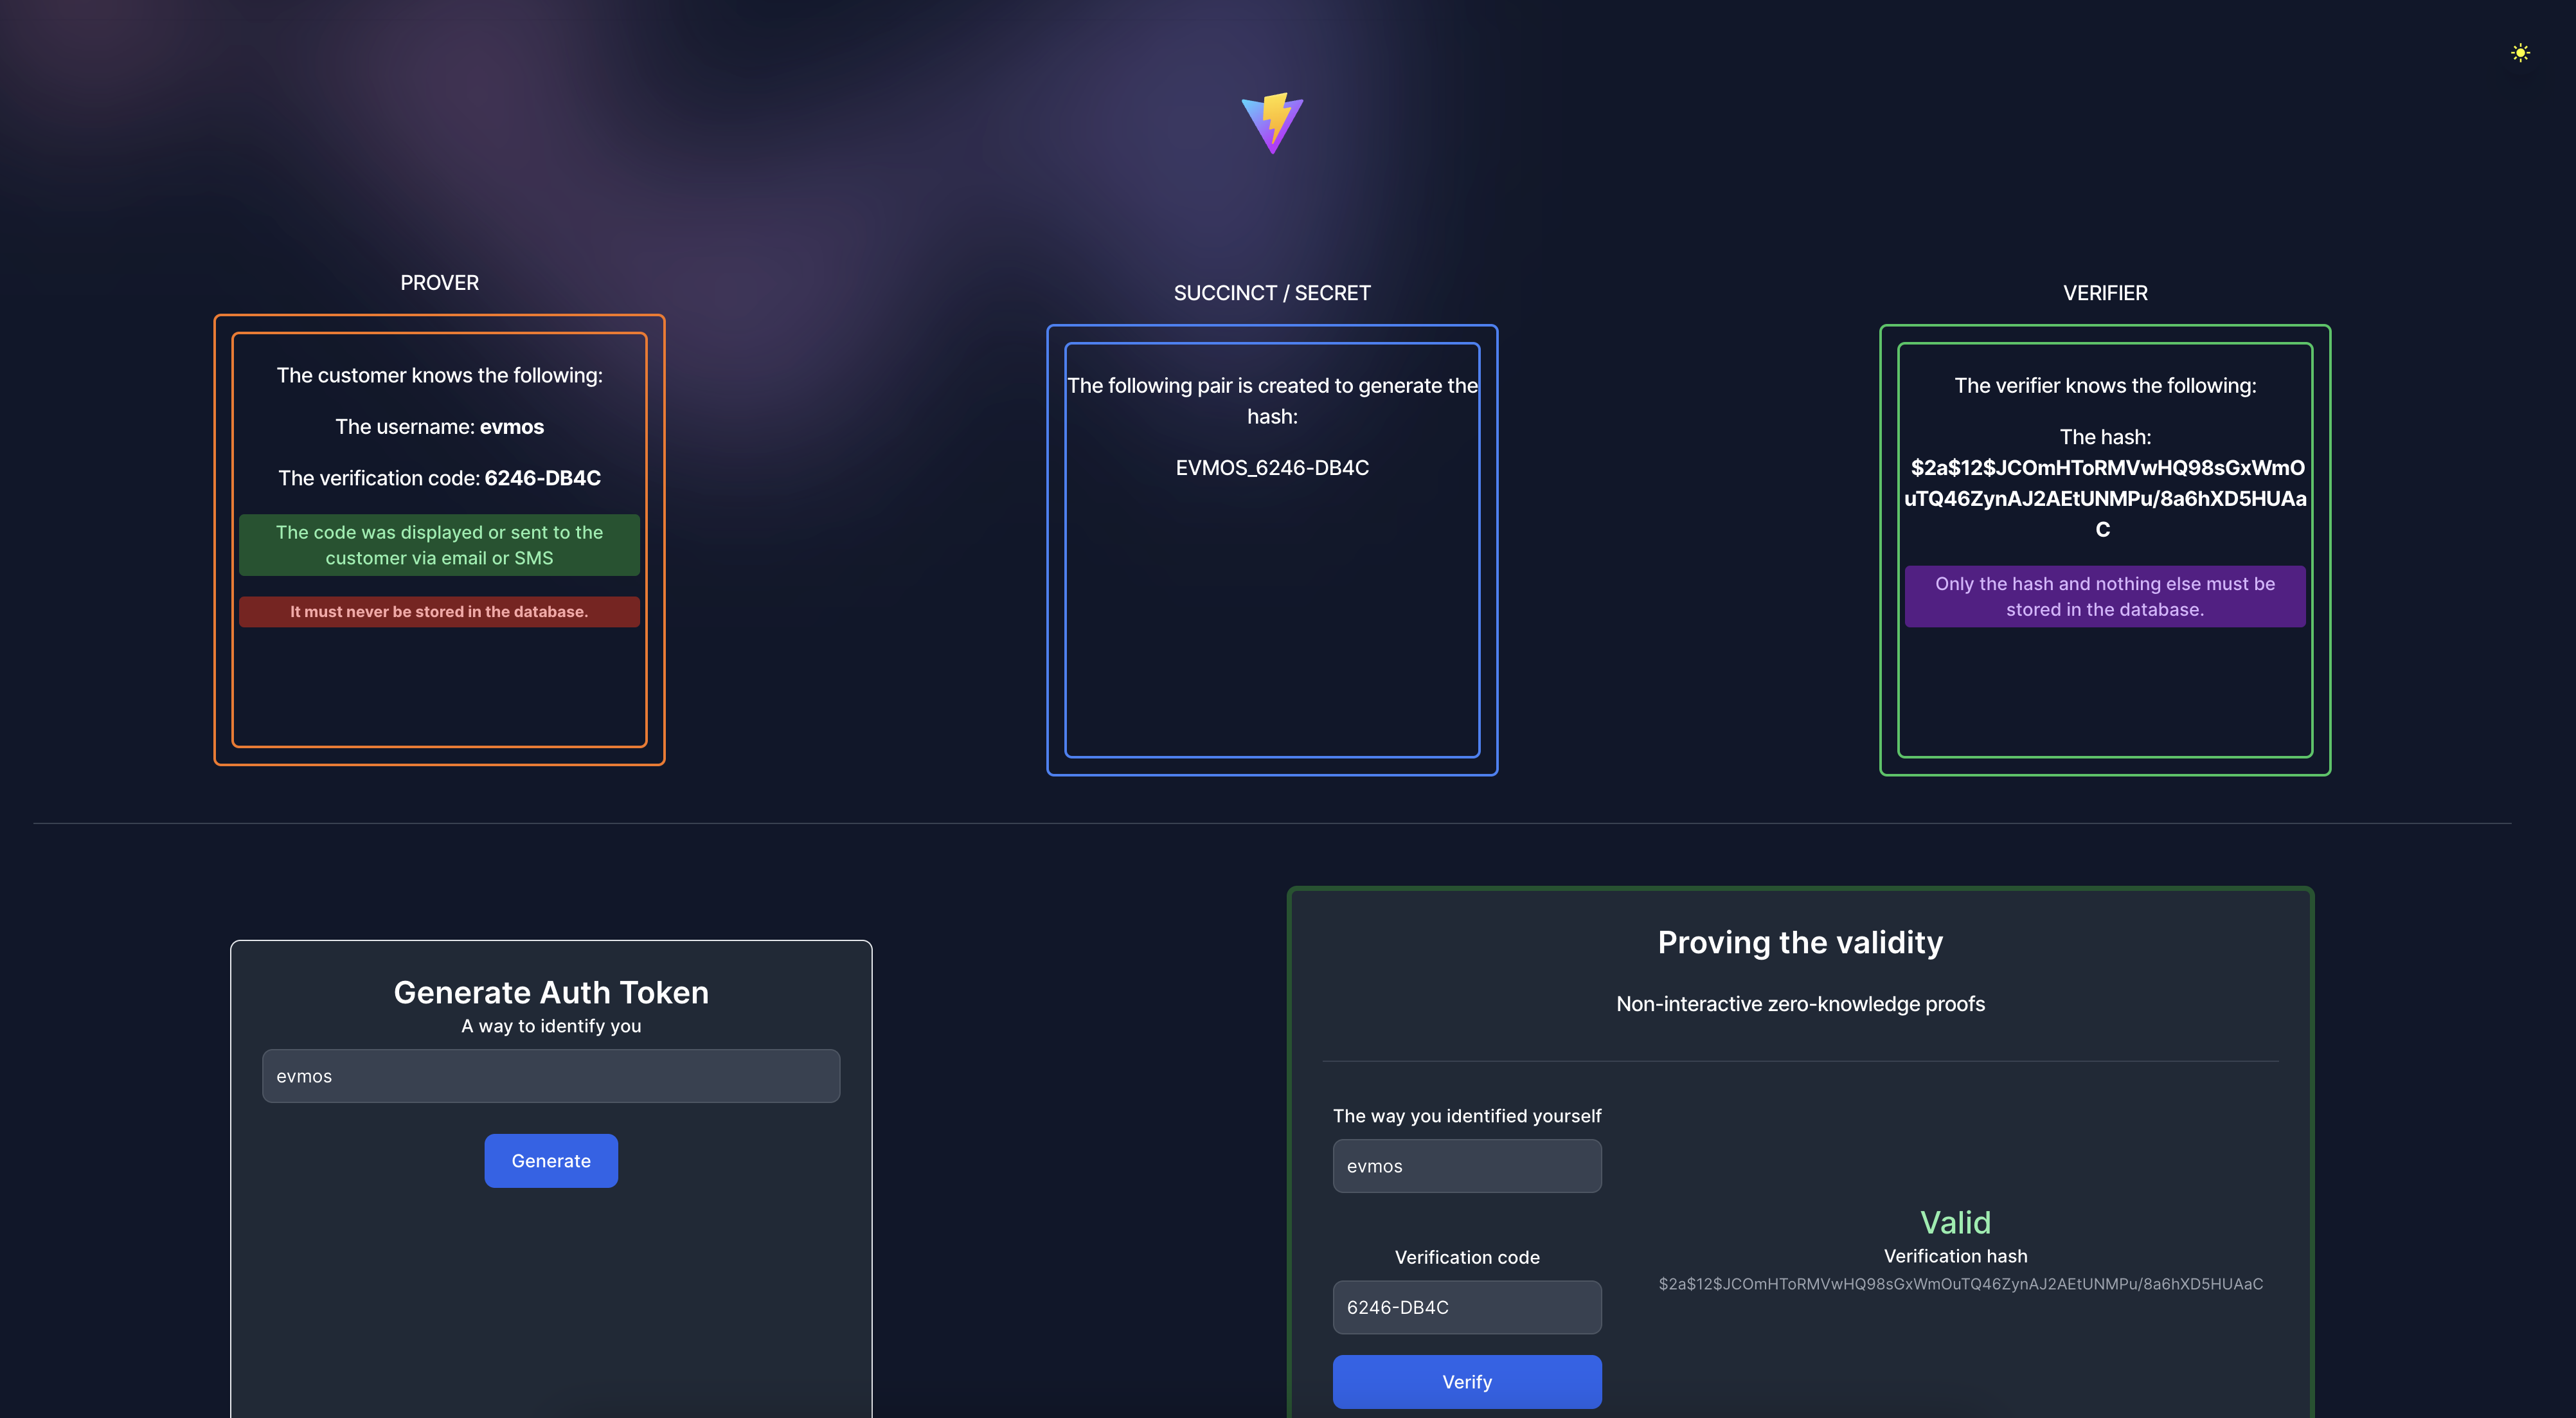 PROVER
The customer knows the following:
The username: evmos
The verification code: 6246-DB4C
The code was displayed or sent to the
customer via email or SMS
It must never be stored in the database.
SUCCINCT / SECRET
The following pair is created to generate the
hash:
EVMOS_6246-DB4C
VERIFIER
The verifier knows the following:
The hash:
$2a$12$JCOmHToRMVwHQ98sGxWmO
uTQ46ZynAJ2AEtUNMPu/8a6hXD5HUAa
C
Only the hash and nothing else must be
stored in the database.
Generate Auth Token
A way to identify you
evmos
Generate
Proving the validity
Non-interactive zero-knowledge proofs
The way you identified yourself
evmos
Verification code
6246-DB4C
Verify
Valid
Verification hash
$2a$12$JCOmHToRMVwHQ98sGxWmOuTQ46ZynAJ2AEtUNMPu/8a6hXD5HUAaC